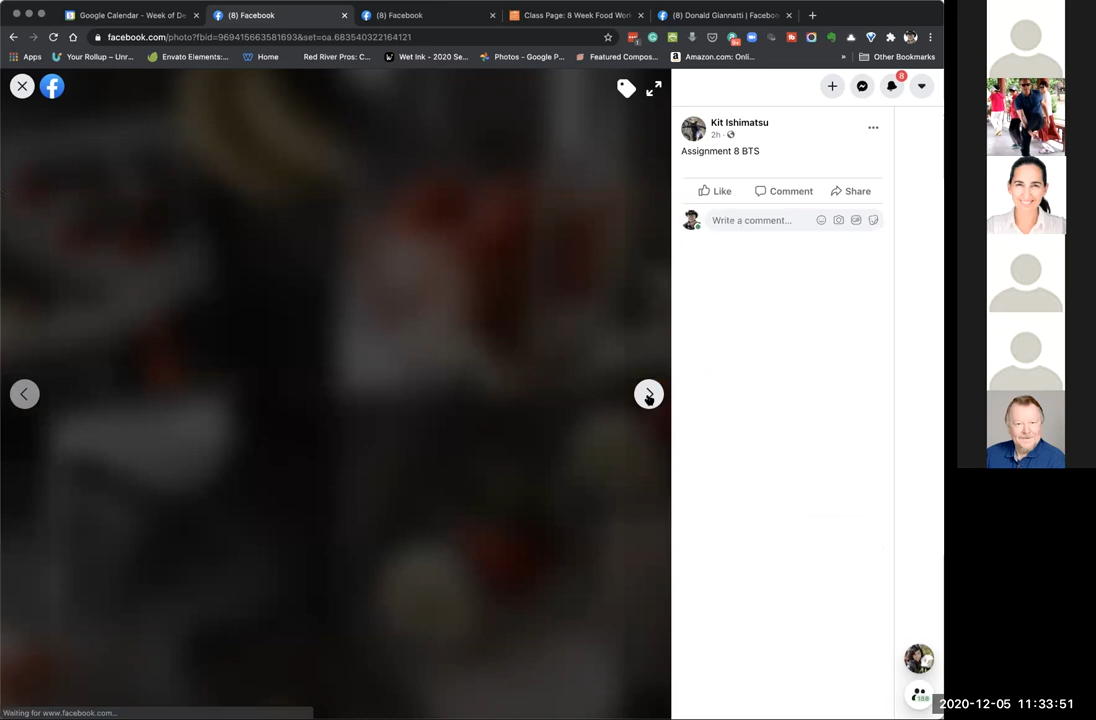 Google Calendar - Week of De
(8) Facebook
(8) Facebook
Class Page: 8 Week Food Wor
(8) Donald Giannatti | Facebo
facebook.com/photo?fbid=969415663581693&set=oa.683540322164121
Apps
Your Rollup – Unr...
Envato Elements:...
Home
Red River Pros: C...
Wet Ink - 2020 Se...
Photos - Google P...
Featured Compos...
Amazon.com: Onli...
»
Other Bookmarks
8
Kit Ishimatsu
2h ·
Assignment 8 BTS
Like
Comment
Share
Write a comment...
188
Waiting for www.facebook.com...
2020-12-05 11:33:51